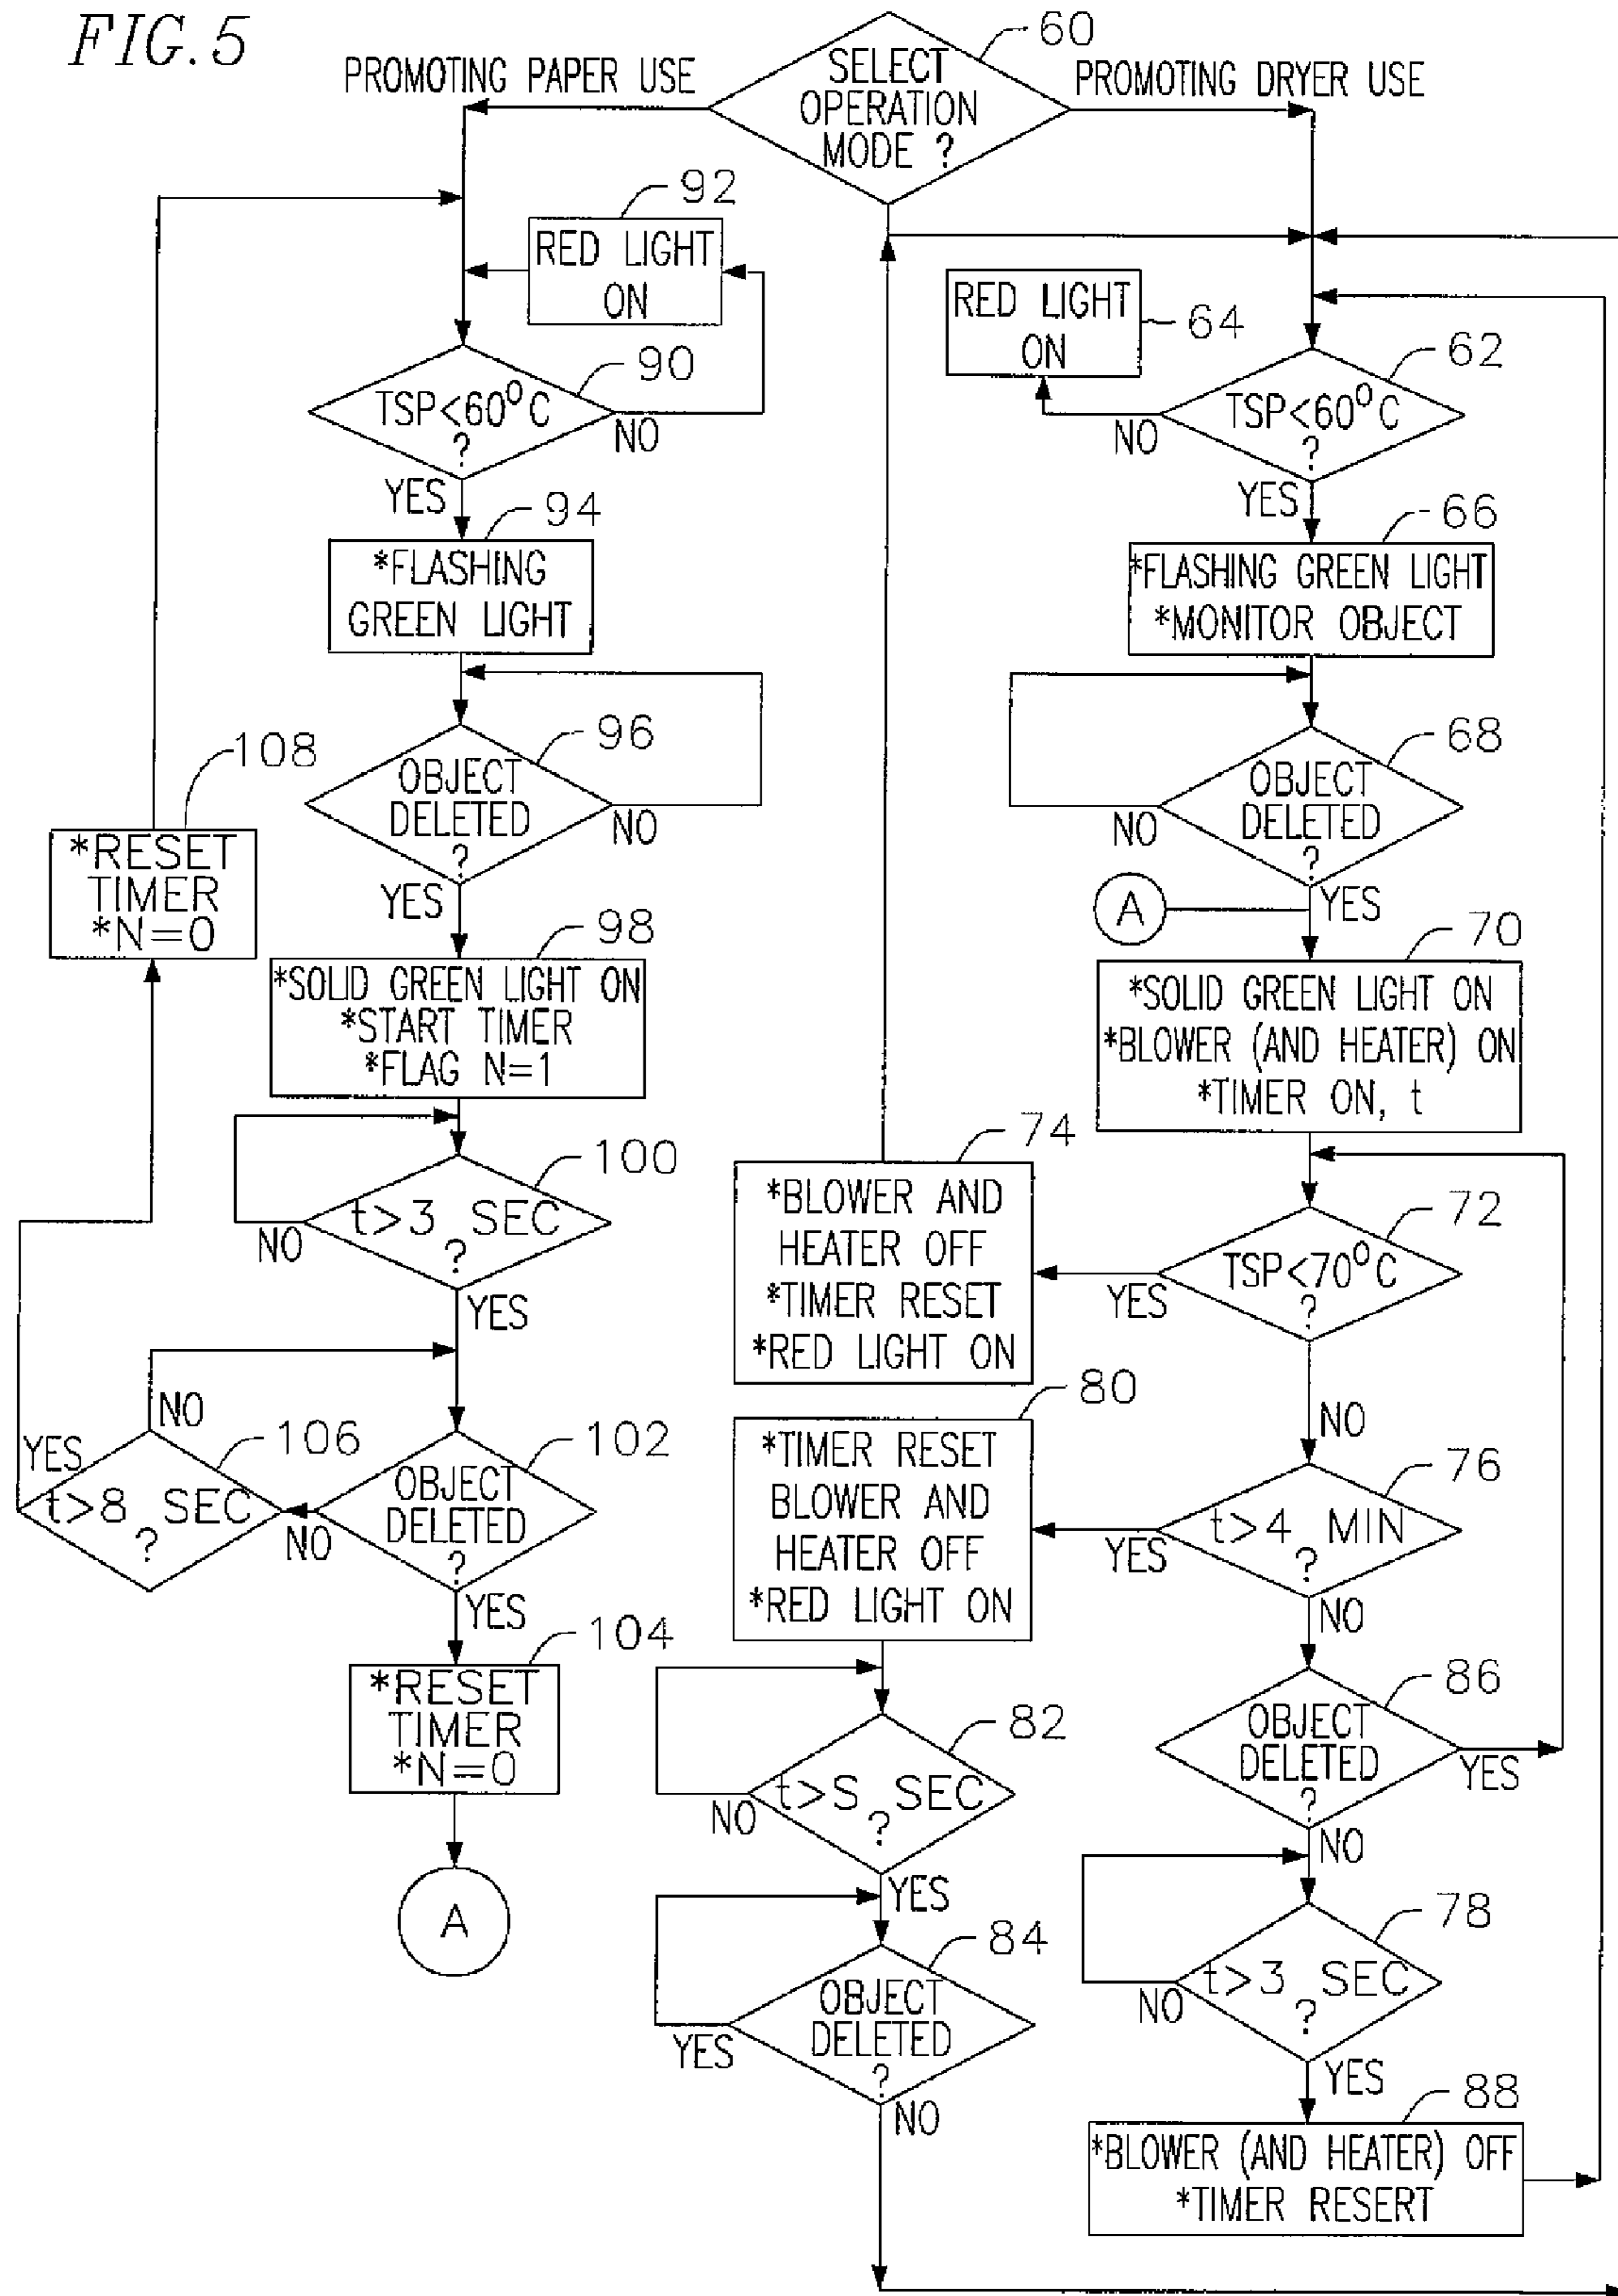 FIG.5
60
PROMOTING PAPER USE
SELECT
OPERATION
MODE ?
PROMOTING DRYER USE
92
RED LIGHT
ON
90
TSP<60°C
?
NO
YES
94
*FLASHING
GREEN LIGHT
96
OBJECT
DELETED
?
NO
YES
98
*SOLID GREEN LIGHT ON
*START TIMER
*FLAG N=1
100
t>3 SEC
?
NO
YES
102
OBJECT
DELETED
?
NO
YES
106
t>8 SEC
?
NO
YES
108
*RESET
TIMER
*N=0
104
*RESET
TIMER
*N=0
A
RED LIGHT
ON
64
62
TSP<60°C
?
NO
YES
66
*FLASHING GREEN LIGHT
*MONITOR OBJECT
68
OBJECT
DELETED
?
NO
YES
A
70
*SOLID GREEN LIGHT ON
*BLOWER (AND HEATER) ON
*TIMER ON, t
72
TSP<70°C
?
YES
NO
74
*BLOWER AND
HEATER OFF
*TIMER RESET
*RED LIGHT ON
76
t>4 MIN
?
YES
NO
80
*TIMER RESET
BLOWER AND
HEATER OFF
*RED LIGHT ON
82
t>S SEC
?
NO
YES
84
OBJECT
DELETED
?
YES
NO
86
OBJECT
DELETED
?
YES
NO
78
t>3 SEC
?
NO
YES
88
*BLOWER (AND HEATER) OFF
*TIMER RESERT